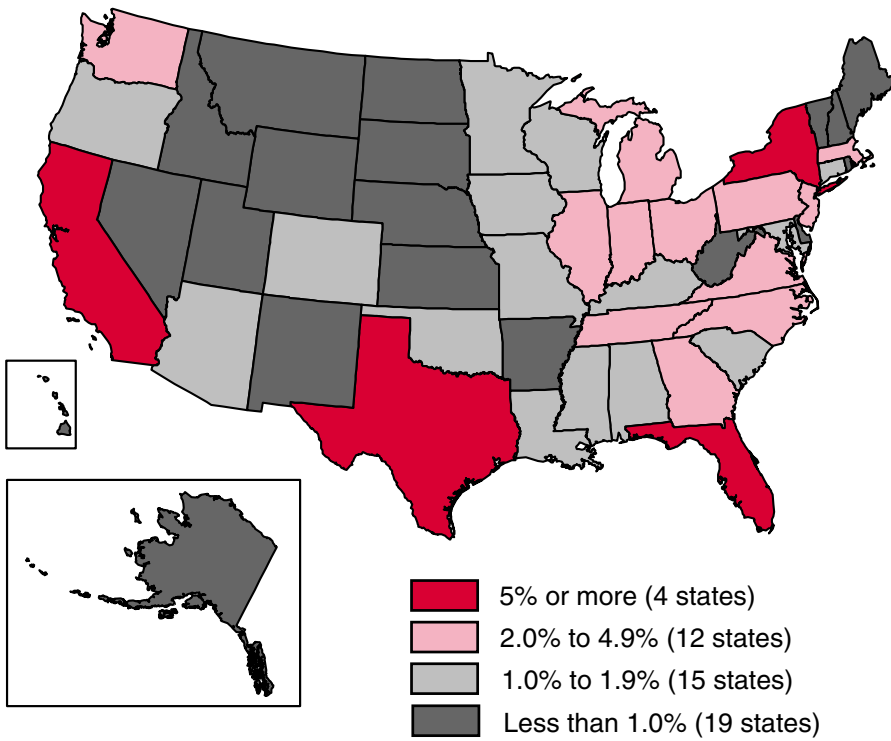 5% or more (4 states)
2.0% to 4.9% (12 states)
1.0% to 1.9% (15 states)
Less than 1.0% (19 states)